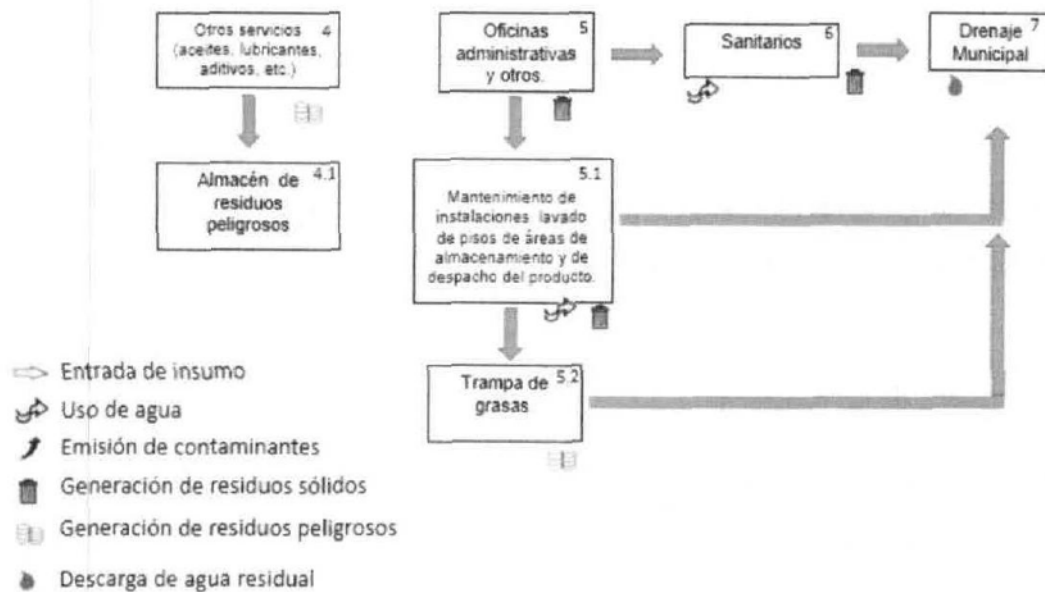 Otros servicios 4
(aceites, lubricantes,
aditivos, etc.)
Oficinas 5
administrativas
y otros.
Sanitarios 6
Drenaje 7
Municipal
Almacén de 4.1
residuos
peligrosos
5.1
Mantenimiento de
instalaciones lavado
de pisos de áreas de
almacenamiento y de
despacho del producto.
Trampa de 5.2
grasas
Entrada de insumo
Uso de agua
Emisión de contaminantes
Generación de residuos sólidos
Generación de residuos peligrosos
Descarga de agua residual